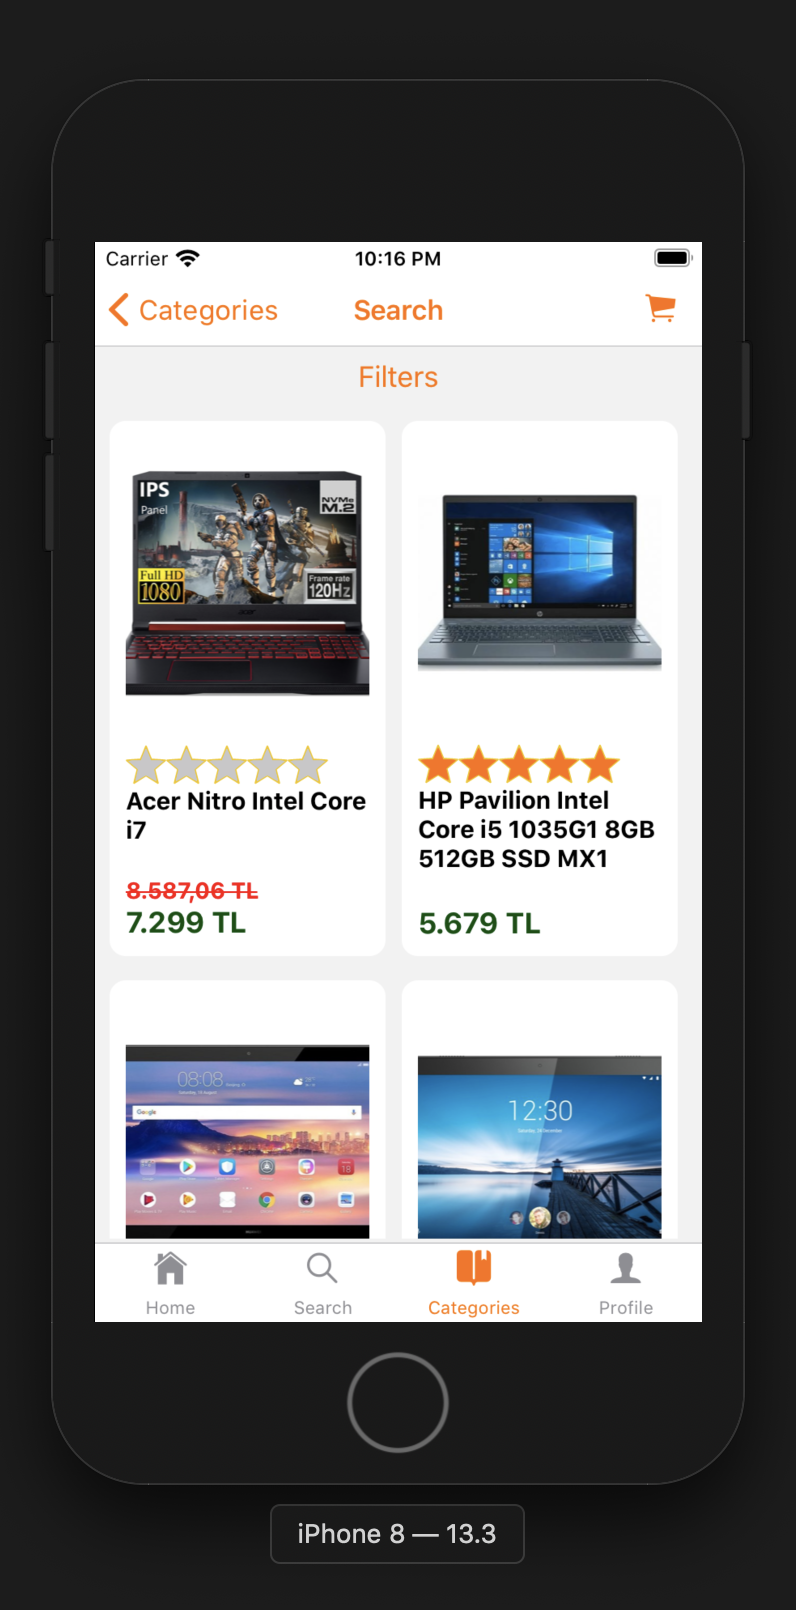 Carrier
10:16 PM
Categories
Search
Filters
IPS
Panel
NVMe
M.2
Full HD
1080
Frame rate
120Hz
Acer Nitro Intel Core
i7
8.587,06 TL
7.299 TL
HP Pavilion Intel
Core i5 1035G1 8GB
512GB SSD MX1
5.679 TL
08:08
Google
12:30
Home
Search
Categories
Profile
iPhone 8 — 13.3